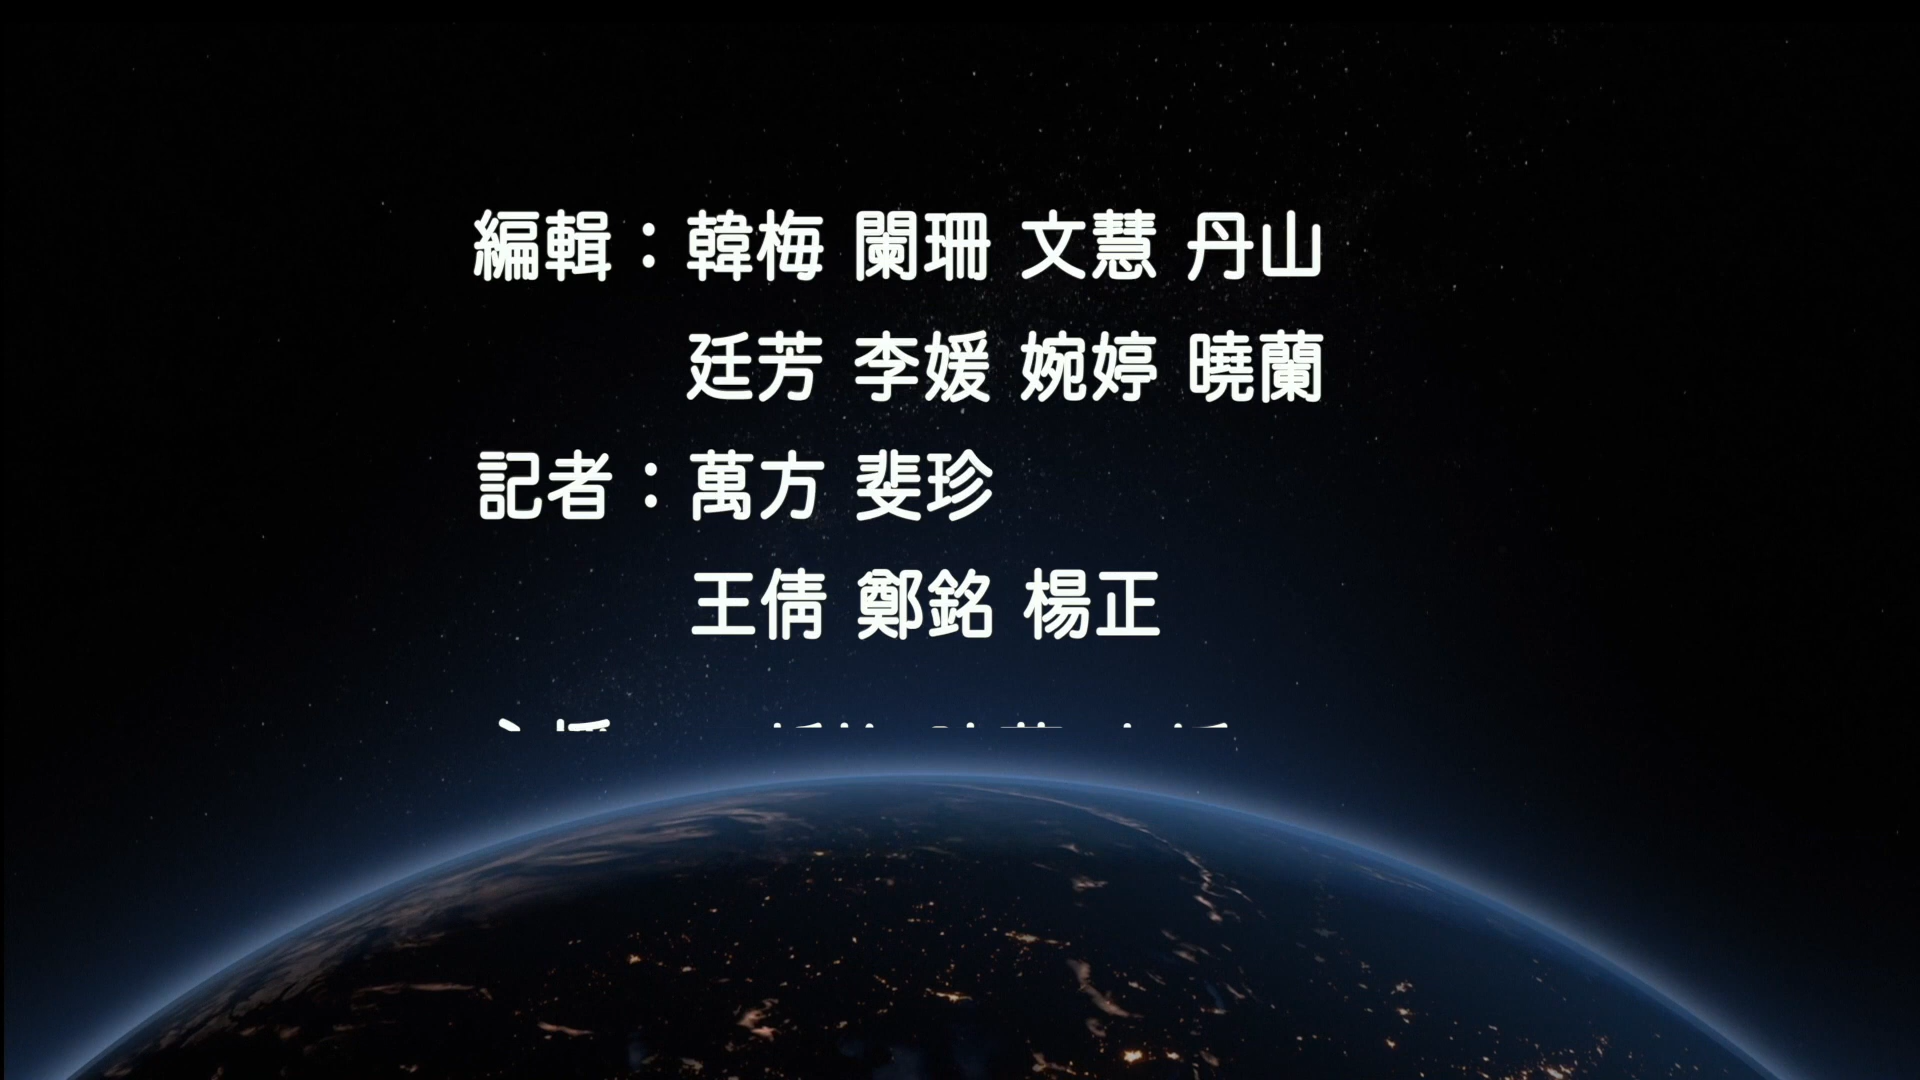 編輯：韓梅 闌珊 文慧 丹山
廷芳 李媛 婉婷 曉蘭
記者：萬方 斐珍
王倩 鄭銘 楊正